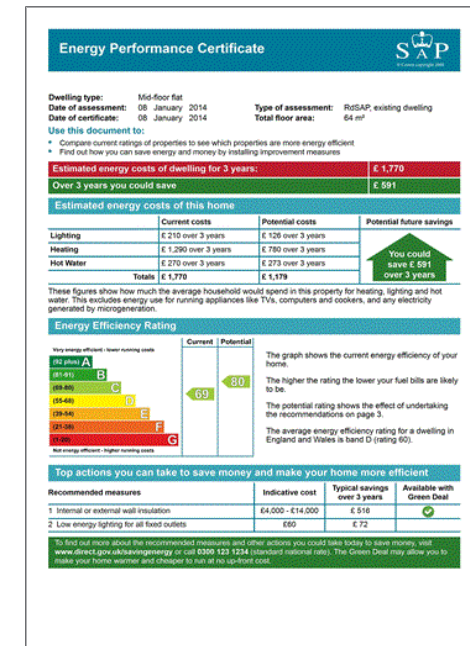 Energy Performance Certificate
SAP
© Crown copyright 2009
Dwelling type: Mid-floor flat
Date of assessment: 08 January 2014 Type of assessment: RdSAP, existing dwelling
Date of certificate: 08 January 2014 Total floor area: 64 m²
Use this document to:
• Compare current ratings of properties to see which properties are more energy efficient
• Find out how you can save energy and money by installing improvement measures
Estimated energy costs of dwelling for 3 years: £ 1,770
Over 3 years you could save £ 591
Estimated energy costs of this home
Current costs Potential costs Potential future savings
Lighting £ 210 over 3 years £ 126 over 3 years
Heating £ 1,290 over 3 years £ 780 over 3 years
Hot Water £ 270 over 3 years £ 273 over 3 years
Totals £ 1,770 £ 1,179
You could
save £ 591
over 3 years
These figures show how much the average household would spend in this property for heating, lighting and hot
water. This excludes energy use for running appliances like TVs, computers and cookers, and any electricity
generated by microgeneration.
Energy Efficiency Rating
Current Potential
Very energy efficient - lower running costs
(92 plus) A
(81-91) B
(69-80) C
(55-68) D
(39-54) E
(21-38) F
(1-20) G
Not energy efficient - higher running costs
69
80
The graph shows the current energy efficiency of your
home.
The higher the rating the lower your fuel bills are likely
to be.
The potential rating shows the effect of undertaking
the recommendations on page 3.
The average energy efficiency rating for a dwelling in
England and Wales is band D (rating 60).
Top actions you can take to save money and make your home more efficient
Recommended measures Indicative cost Typical savings over 3 years Available with Green Deal
1 Internal or external wall insulation £4,000 - £14,000 £ 518
2 Low energy lighting for all fixed outlets £60 £ 72
To find out more about the recommended measures and other actions you could take today to save money, visit
www.direct.gov.uk/savingenergy or call 0300 123 1234 (standard national rate). The Green Deal may allow you to
make your home warmer and cheaper to run at no up-front cost.